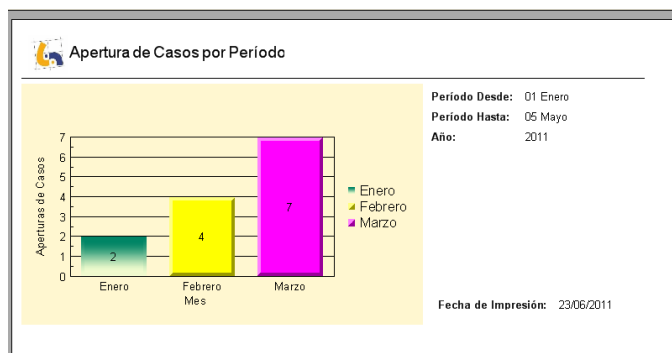 Apertura de Casos por Período
Período Desde: 01 Enero
Período Hasta: 05 Mayo
Año: 2011
Aperturas de Casos
7
6
5
4
3
2
1
0
2
4
7
Enero
Febrero
Marzo
Mes
Enero
Febrero
Marzo
Fecha de Impresión: 23/06/2011